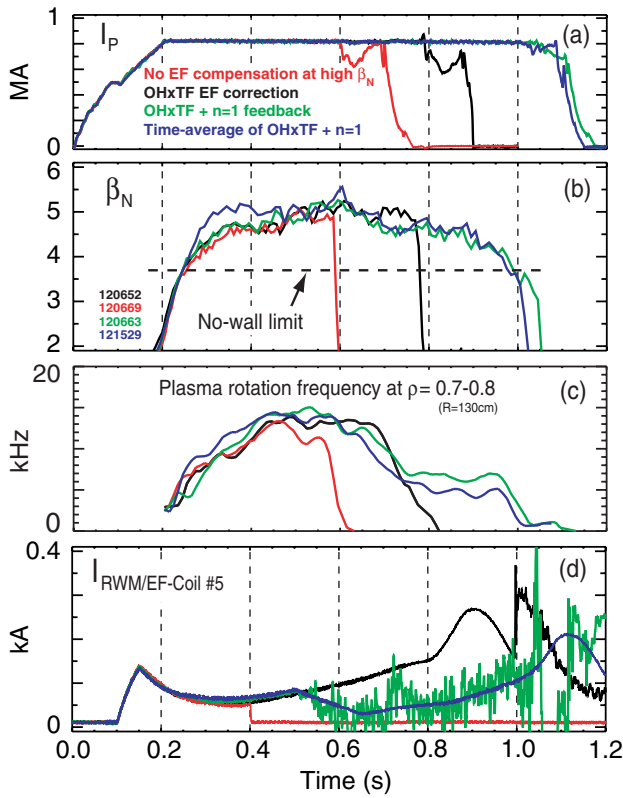 I_P (a)
1
MA
0
No EF compensation at high β_N
OHxTF EF correction
OHxTF + n=1 feedback
Time-average of OHxTF + n=1
β_N (b)
6
5
4
3
2
120652
120669
120663
121529
No-wall limit
20
kHz
0
Plasma rotation frequency at ρ= 0.7-0.8
(R=130cm)
(c)
0.4
kA
0
I_RWM/EF-Coil #5 (d)
0.0 0.2 0.4 0.6 0.8 1.0 1.2
Time (s)